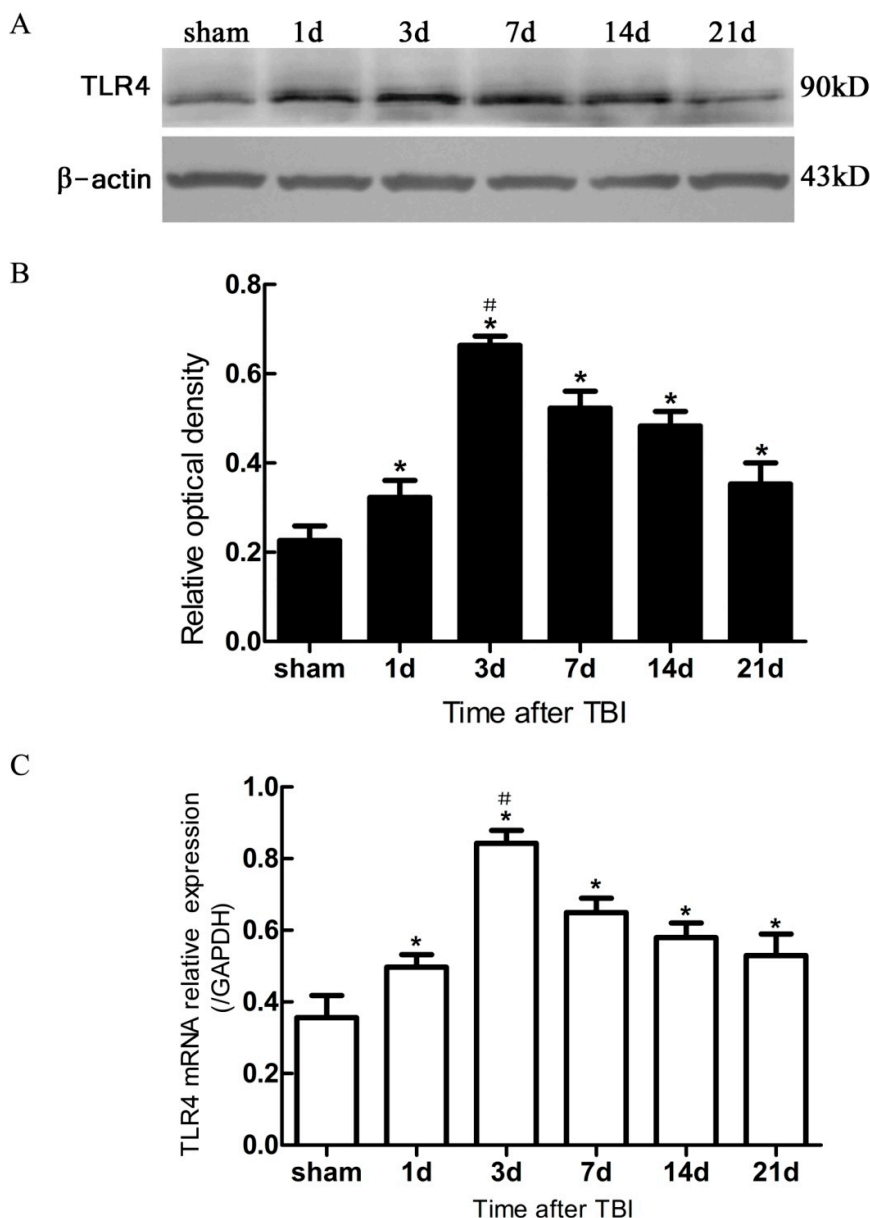 A
sham 1d 3d 7d 14d 21d
TLR4 90kD
β-actin 43kD
B
Relative optical density
0.8
0.6
0.4
0.2
0.0
#
*
*
*
*
*
sham 1d 3d 7d 14d 21d
Time after TBI
C
TLR4 mRNA relative expression
(/GAPDH)
1.0
0.8
0.6
0.4
0.2
0.0
#
*
*
*
*
*
sham 1d 3d 7d 14d 21d
Time after TBI